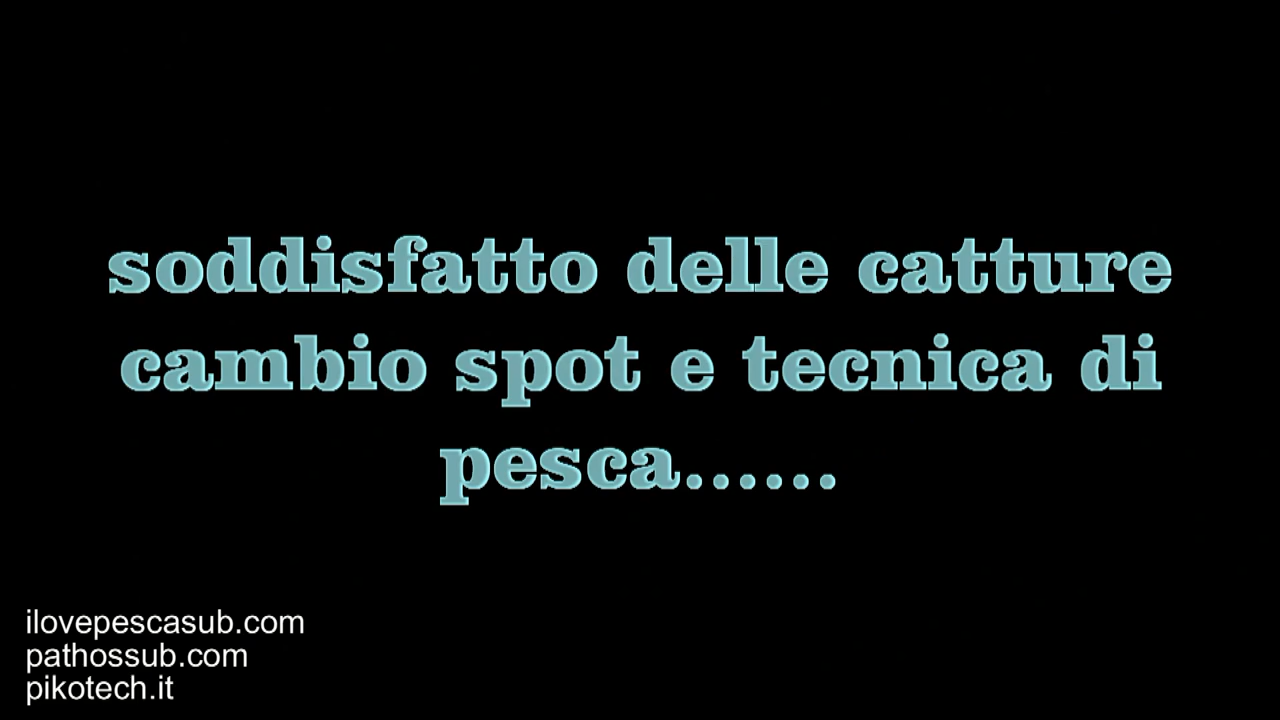 soddisfatto delle catture
cambio spot e tecnica di
pesca......
ilovepescasub.com
pathossub.com
pikotech.it